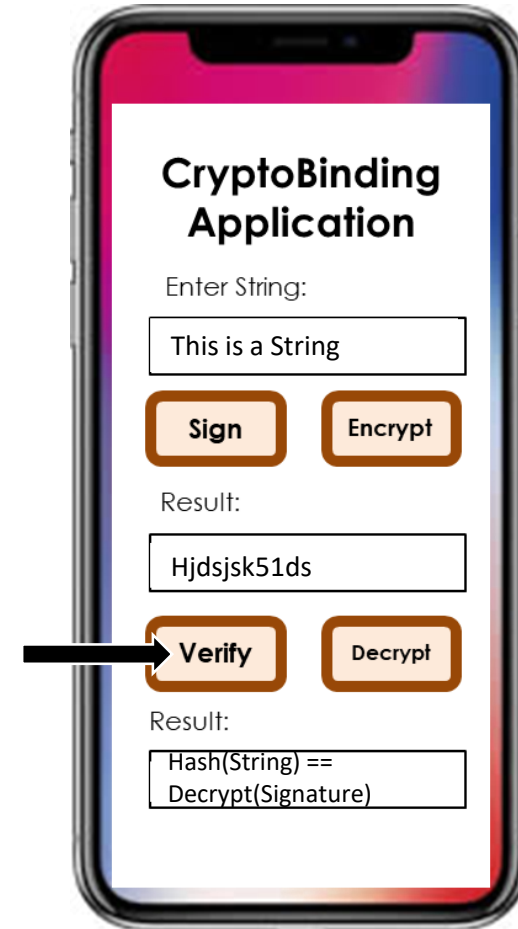 CryptoBinding
Application
Enter String:
This is a String
Sign Encrypt
Result:
Hjdsjsk51ds
Verify Decrypt
Result:
Hash(String) ==
Decrypt(Signature)